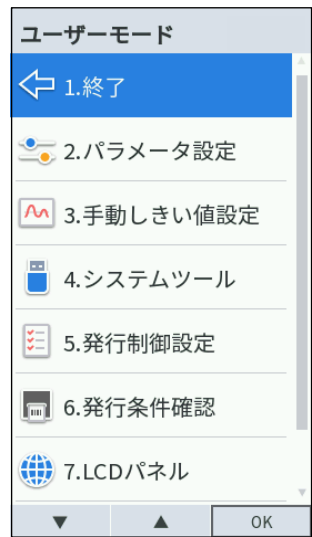 ユーザーモード
1.終了
2.パラメータ設定
3.手動しきい値設定
4.システムツール
5.発行制御設定
6.発行条件確認
7.LCDパネル
▼ ▲ OK